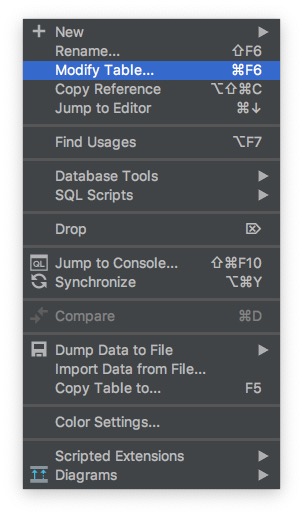 New
Rename... ⇧F6
Modify Table... ⌘F6
Copy Reference ⌥⇧⌘C
Jump to Editor ⌘↓
Find Usages ⌥F7
Database Tools
SQL Scripts
Drop ⌦
QL Jump to Console... ⇧⌘F10
Synchronize ⌥⌘Y
Compare ⌘D
Dump Data to File
Import Data from File...
Copy Table to... F5
Color Settings...
Scripted Extensions
Diagrams